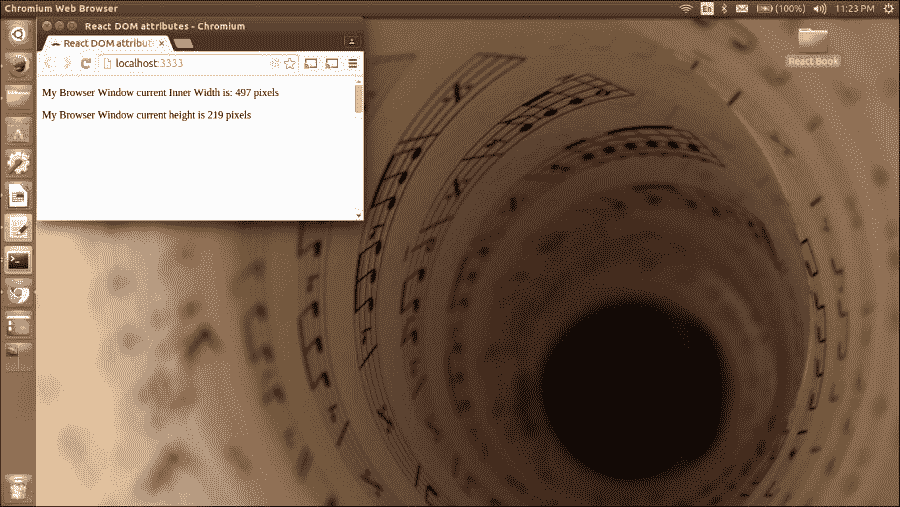 Chromium Web Browser
En
(100%)
11:23 PM
React DOM attributes - Chromium
React DOM attribut
localhost:3333
My Browser Window current Inner Width is: 497 pixels
My Browser Window current height is 219 pixels
React Book